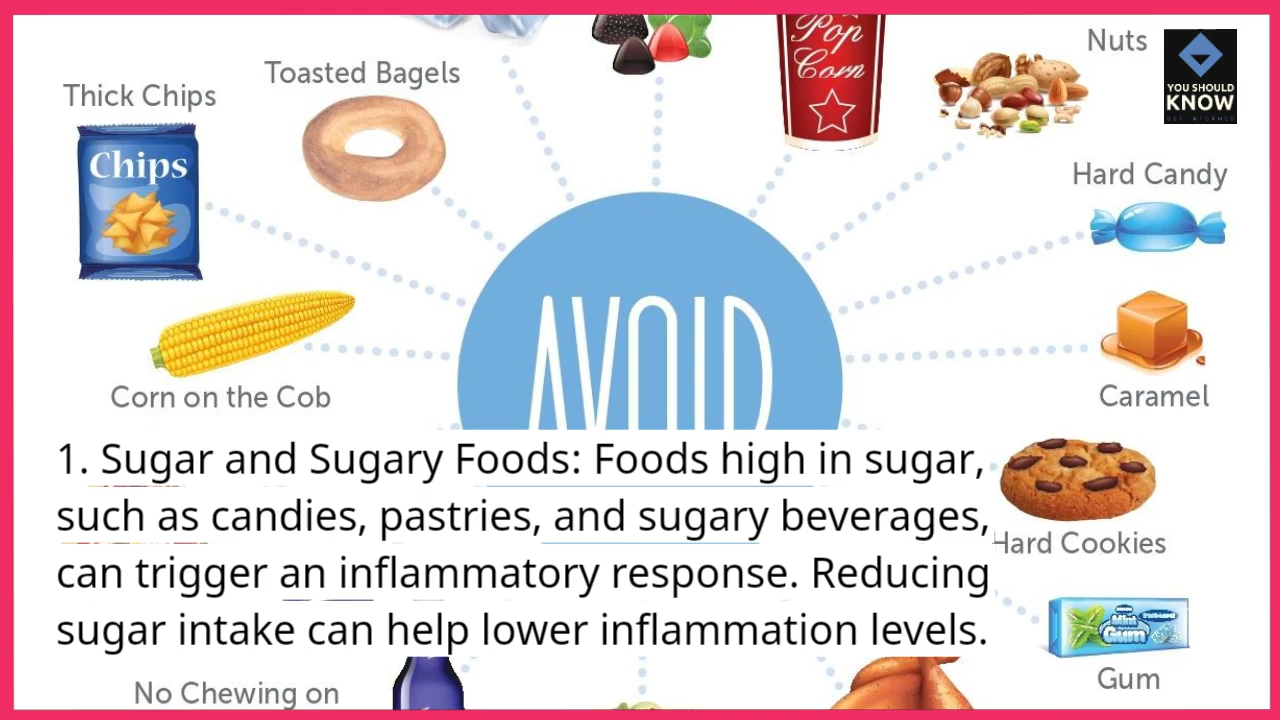 Pop
Corn
Nuts
YOU SHOULD
KNOW
GET INFORMED
Toasted Bagels
Thick Chips
Chips
Hard Candy
AVOID
Corn on the Cob
Caramel
1. Sugar and Sugary Foods: Foods high in sugar,
such as candies, pastries, and sugary beverages,
can trigger an inflammatory response. Reducing
sugar intake can help lower inflammation levels.
Hard Cookies
Mint
Gum
Gum
No Chewing on